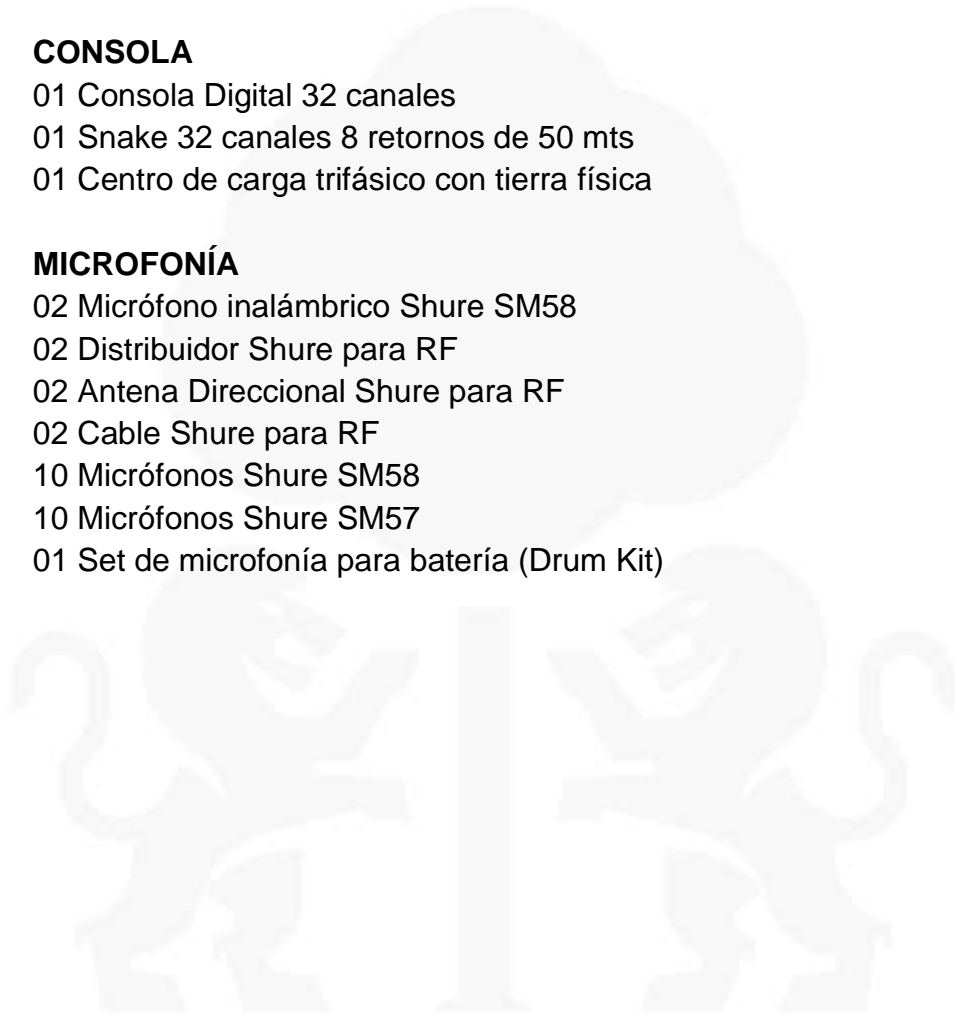 CONSOLA
01 Consola Digital 32 canales
01 Snake 32 canales 8 retornos de 50 mts
01 Centro de carga trifásico con tierra física
MICROFONÍA
02 Micrófono inalámbrico Shure SM58
02 Distribuidor Shure para RF
02 Antena Direccional Shure para RF
02 Cable Shure para RF
10 Micrófonos Shure SM58
10 Micrófonos Shure SM57
01 Set de microfonía para batería (Drum Kit)